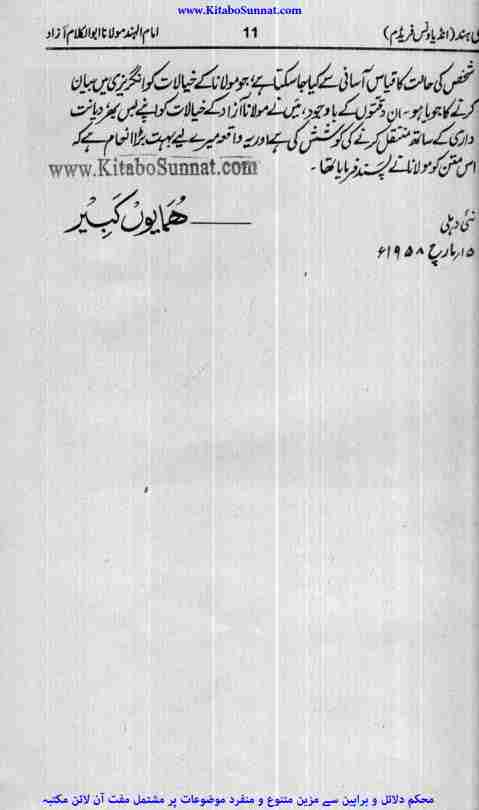 www.KitaboSunnat.com
ی ہند (انڈیا ونس فریڈم) 11 امام الہند مولانا ابوالکلام آزاد
شخص کی حالت کا قیاس آسانی سے کیا جا سکتا ہے، جو مولانا کے خیالات کو انگریزی میں بیان
کرنے کا جویا ہو۔ ان دِقّتوں کے باوجود، میں نے مولانا آزاد کے خیالات کو اپنے بس بھر دیانت
داری کے ساتھ منتقل کرنے کی کوشش کی ہے اور یہ واقعہ میرے لیے بہت بڑا انعام ہے کہ
اس متن کو مولانا نے پسند فرمایا تھا۔
www.KitaboSunnat.com
ہمایوں کبیر
نئی دہلی
۱۵ مارچ ۱۹۵۸ء
محکم دلائل و براہین سے مزین متنوع و منفرد موضوعات پر مشتمل مفت آن لائن مکتبہ